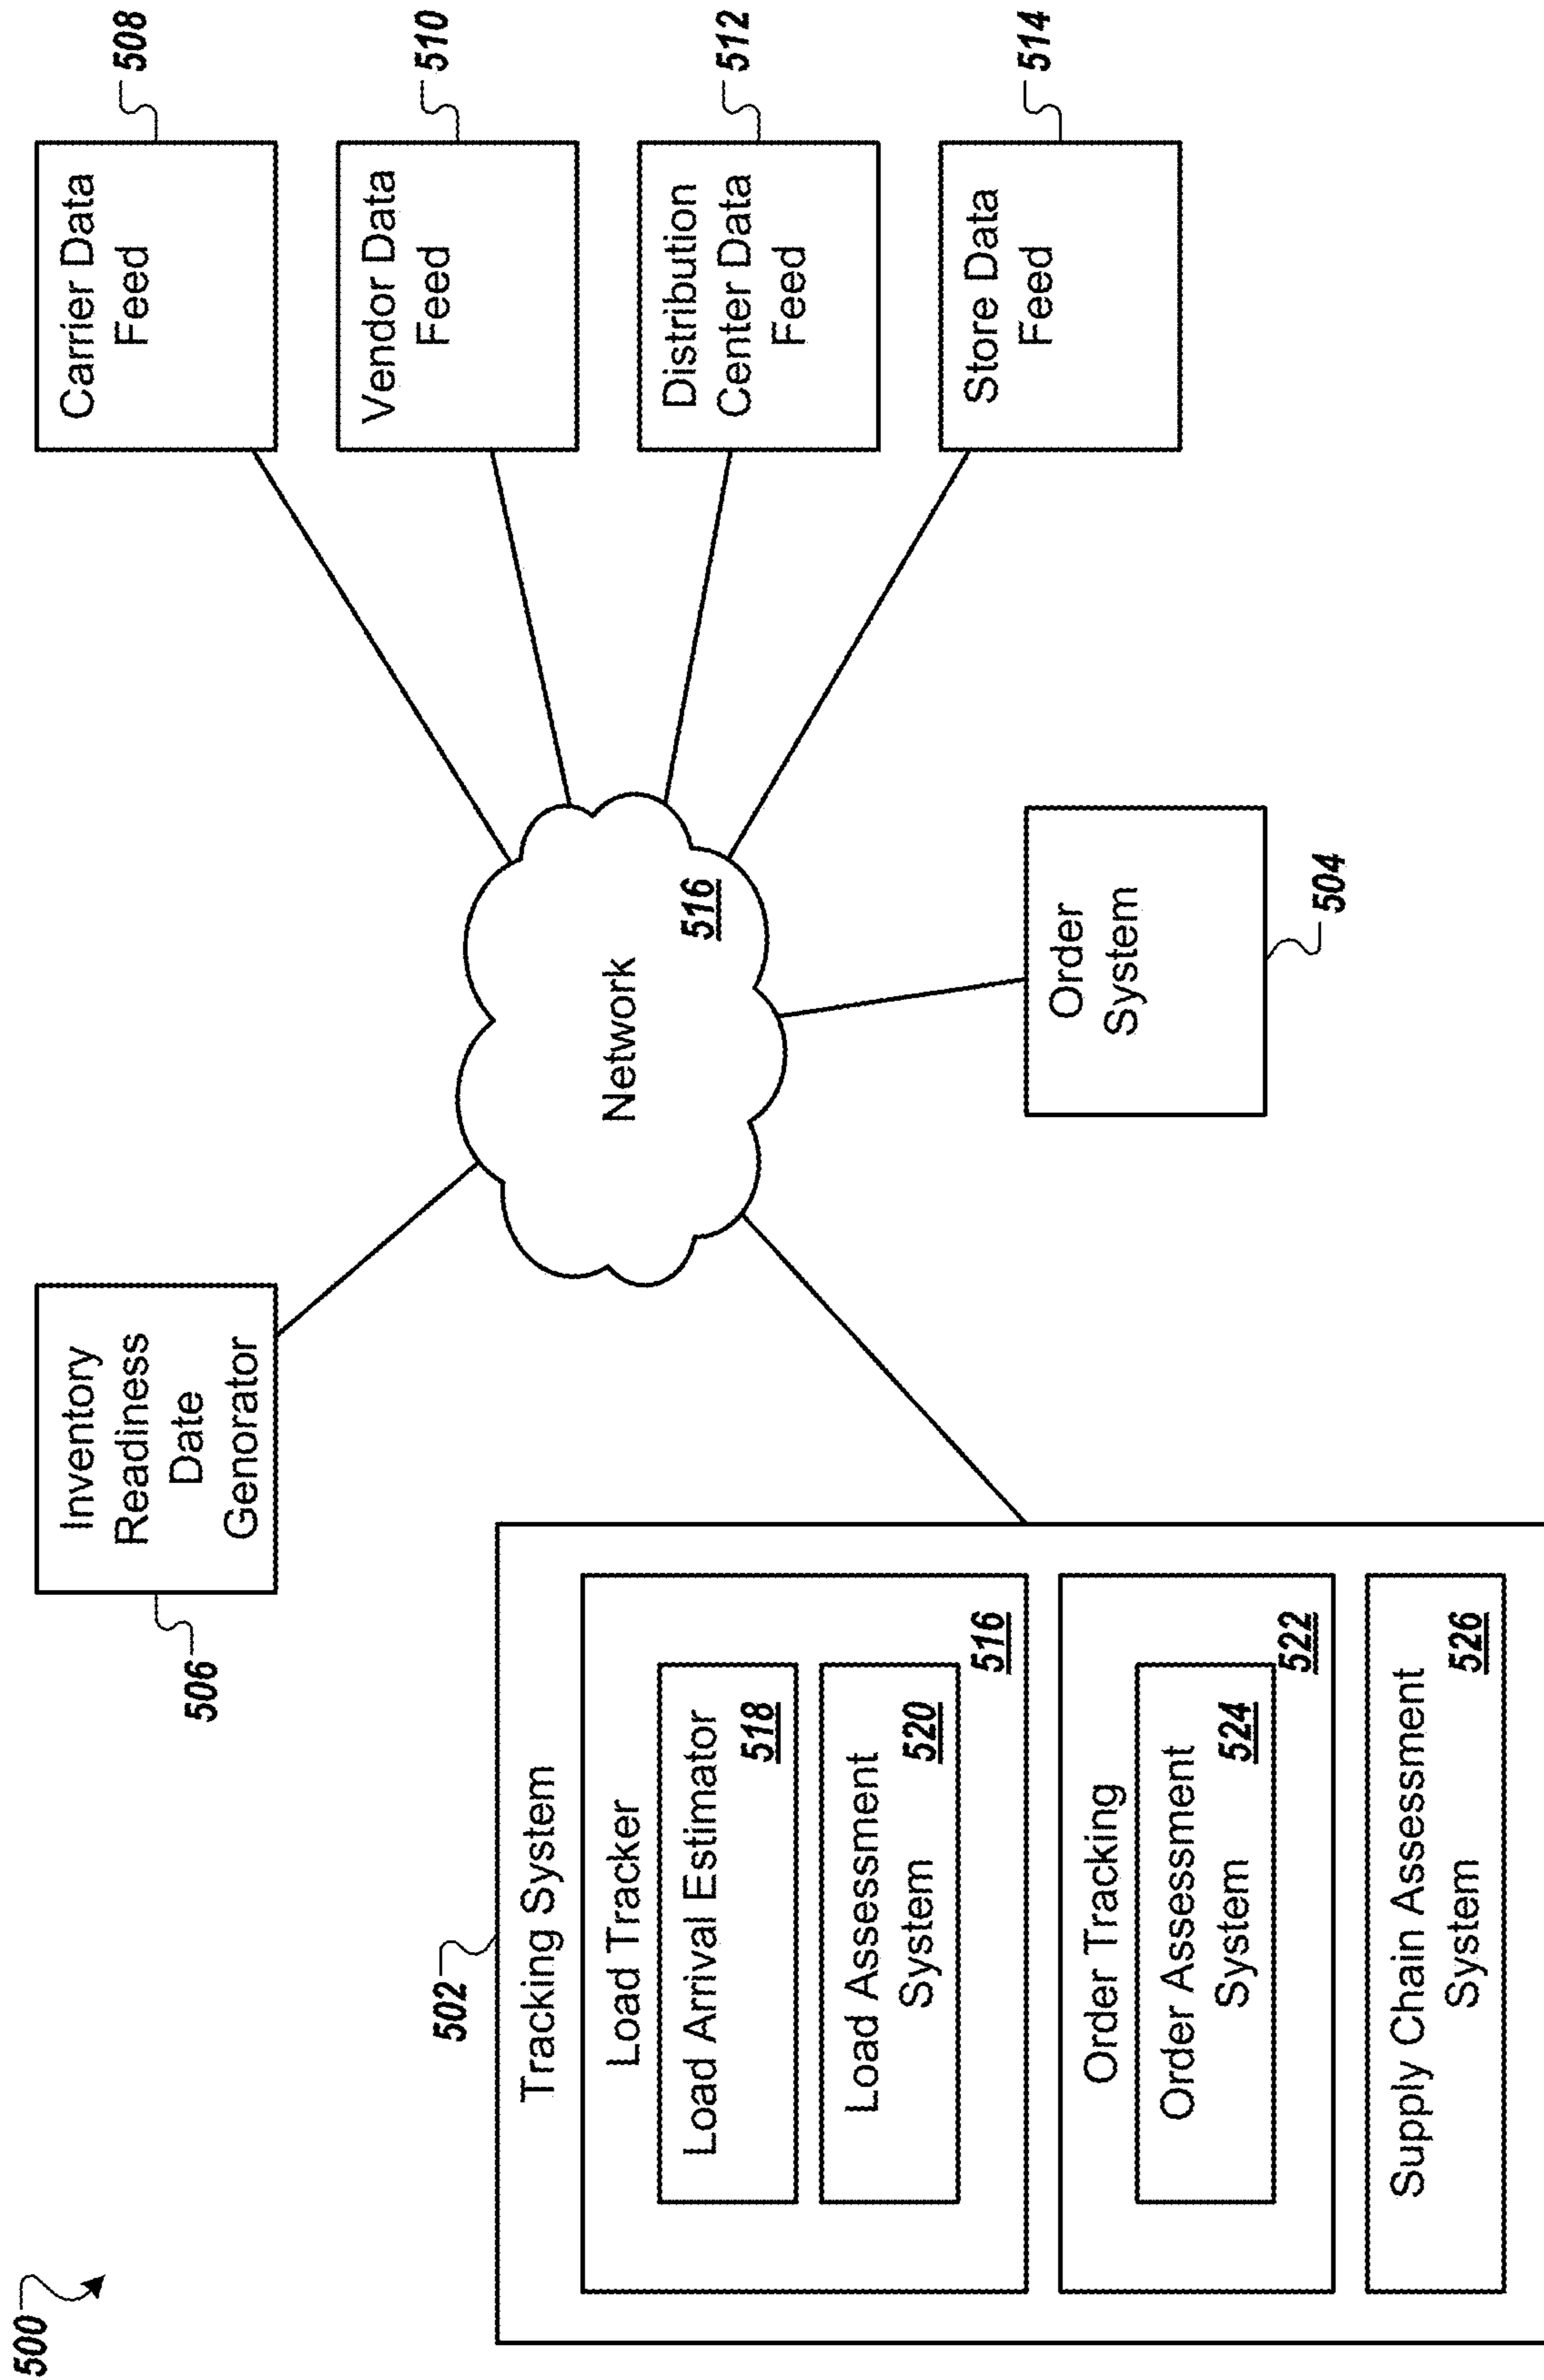 500
506
Inventory
Readiness
Date
Genorator
Carrier Data
Feed
508
Vendor Data
Feed
510
Distribution
Center Data
Feed
512
Store Data
Feed
514
Network
516
Order
System
504
502
Tracking System
Load Tracker
Load Arrival Estimator
518
Load Assessment
System
520
516
Order Tracking
Order Assessment
System
524
522
Supply Chain Assessment
System
526